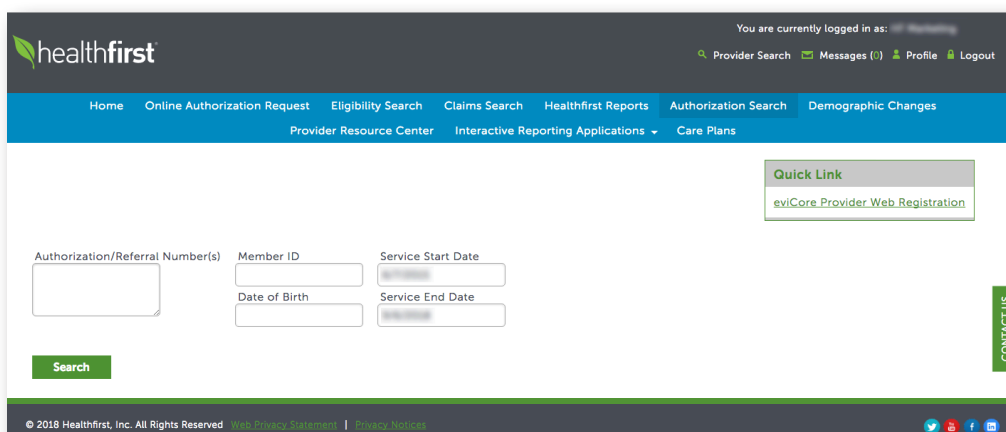 You are currently logged in as:
healthfirst
Provider Search Messages (0) Profile Logout
Home Online Authorization Request Eligibility Search Claims Search Healthfirst Reports Authorization Search Demographic Changes
Provider Resource Center Interactive Reporting Applications Care Plans
Quick Link
eviCore Provider Web Registration
Authorization/Referral Number(s) Member ID Service Start Date
Date of Birth Service End Date
CONTACT US
Search
© 2018 Healthfirst, Inc. All Rights Reserved Web Privacy Statement | Privacy Notices